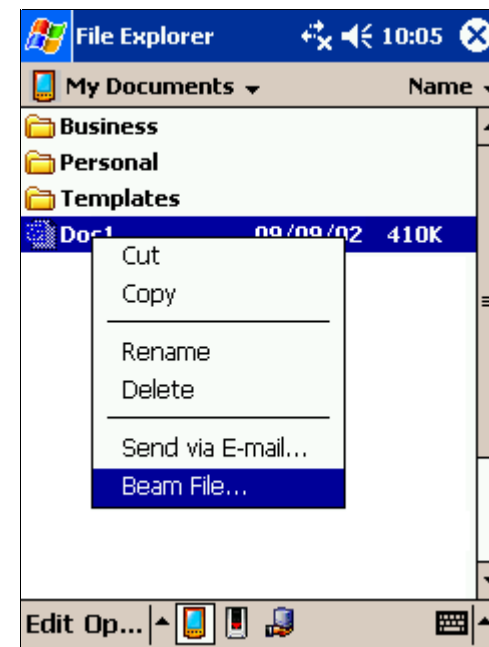 File Explorer 10:05
My Documents Name
Business
Personal
Templates
Doc1 09/09/02 410K
Cut
Copy
Rename
Delete
Send via E-mail...
Beam File...
Edit Op...